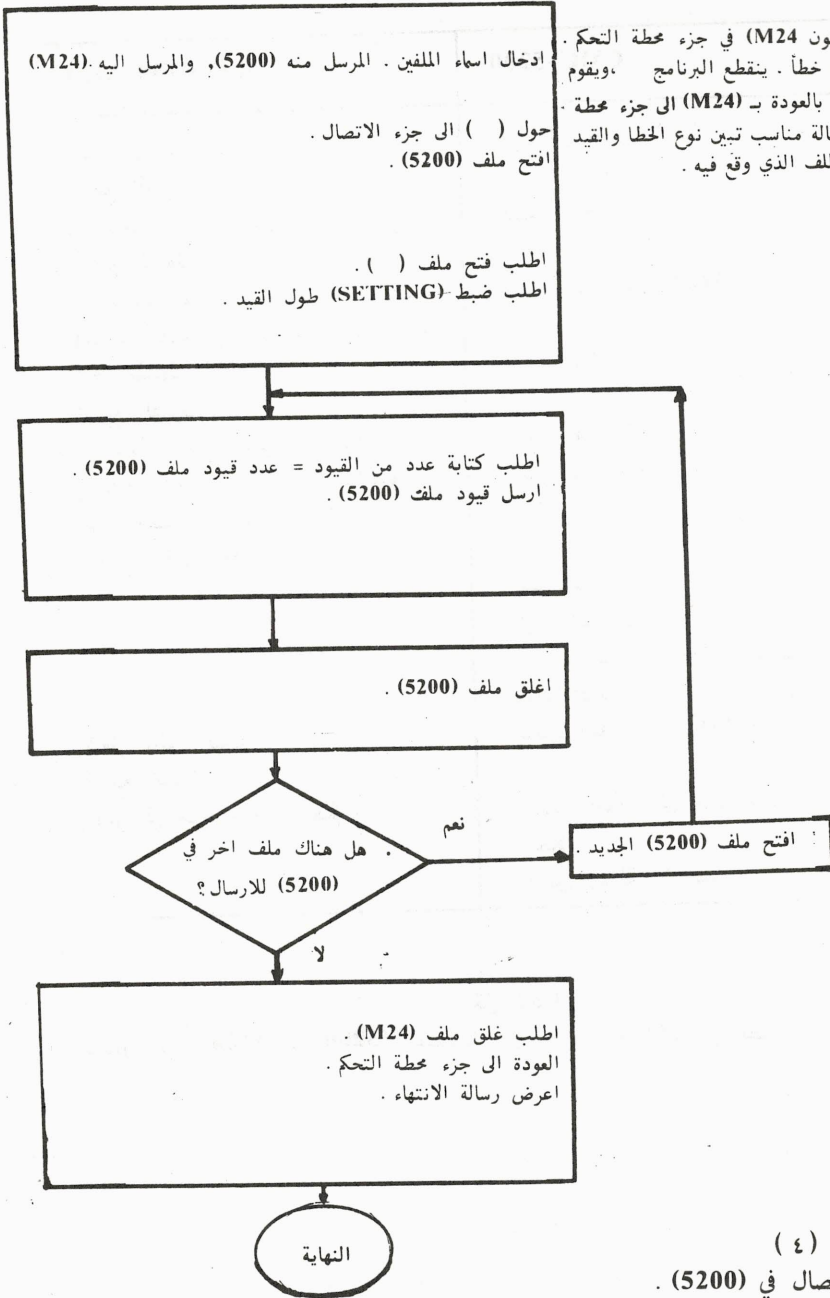 ادخال اسماء الملفين . المرسل منه (5200), والمرسل اليه .(M24)
حول (   ) الى جزء الاتصال .
افتح ملف (5200) .
اطلب فتح ملف (   ) .
اطلب ضبط (SETTING) طول القيد .
(M24 في جزء محطة التحكم .
خطأ . ينقطع البرنامج ،ويقوم
بالعودة بـ (M24) الى جزء محطة .
مناسب تبين نوع الخطا والقيد
الذي وقع فيه .
اطلب كتابة عدد من القيود = عدد قيود ملف (5200) .
ارسل قيود ملف (5200) .
اغلق ملف (5200) .
. هل هناك ملف اخر في
(5200) للارسال ؟
نعم
افتح ملف (5200) الجديد .
لا
اطلب غلق ملف (M24) .
العودة الى جزء محطة التحكم .
اعرض رسالة الانتهاء .
النهاية
( ٤ )
في (5200) .